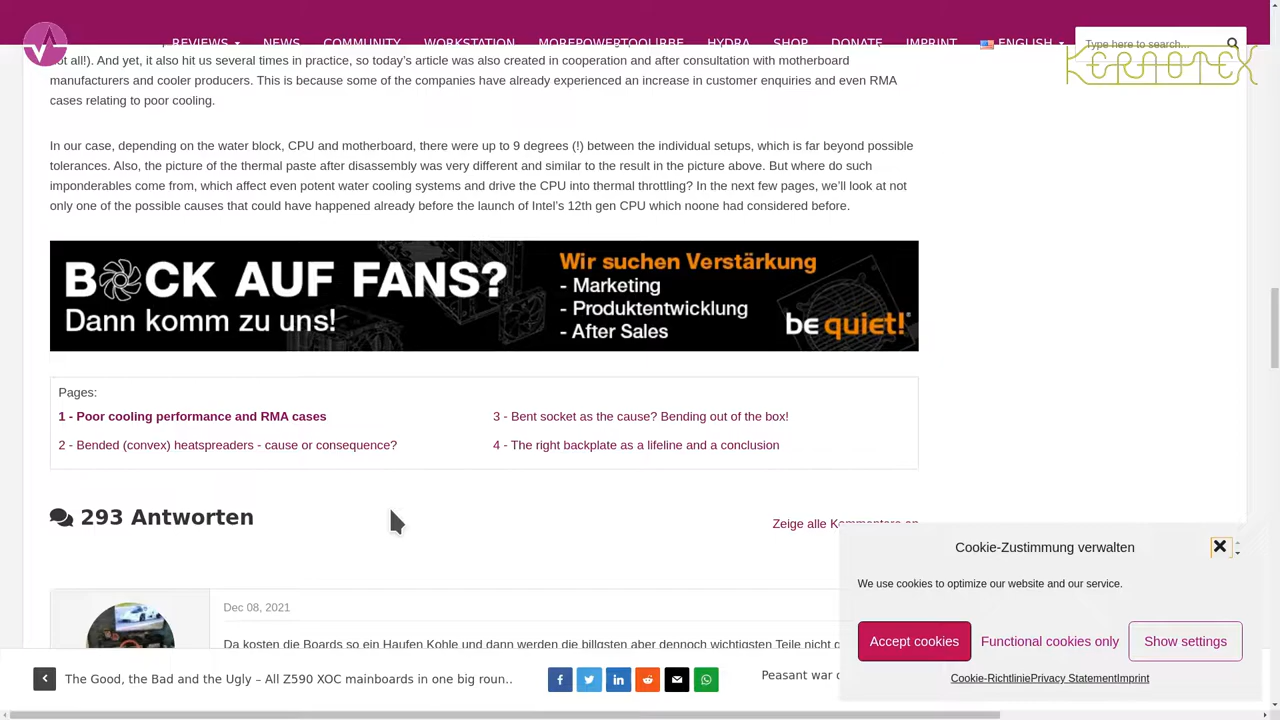 REVIEWS NEWS COMMUNITY WORKSTATION MOREPOWERTOOL|RBE HYDRA SHOP DONATE IMPRINT ENGLISH
Type here to search...
KERAOTEX
not all!). And yet, it also hit us several times in practice, so today's article was also created in cooperation and after consultation with motherboard
manufacturers and cooler producers. This is because some of the companies have already experienced an increase in customer enquiries and even RMA
cases relating to poor cooling.
In our case, depending on the water block, CPU and motherboard, there were up to 9 degrees (!) between the individual setups, which is far beyond possible
tolerances. Also, the picture of the thermal paste after disassembly was very different and similar to the result in the picture above. But where do such
imponderables come from, which affect even potent water cooling systems and drive the CPU into thermal throttling? In the next few pages, we'll look at not
only one of the possible causes that could have happened already before the launch of Intel's 12th gen CPU which noone had considered before.
BOCK AUF FANS?
Dann komm zu uns!
Wir suchen Verstärkung
- Marketing
- Produktentwicklung
- After Sales
be quiet!®
Pages:
1 - Poor cooling performance and RMA cases
2 - Bended (convex) heatspreaders - cause or consequence?
3 - Bent socket as the cause? Bending out of the box!
4 - The right backplate as a lifeline and a conclusion
293 Antworten
Zeige alle Kommentare an
Dec 08, 2021
Da kosten die Boards so ein Haufen Kohle und dann werden die billgsten aber dennoch wichtigsten Teile nicht
Cookie-Zustimmung verwalten
We use cookies to optimize our website and our service.
Accept cookies
Functional cookies only
Show settings
Cookie-Richtlinie Privacy Statement Imprint
The Good, the Bad and the Ugly – All Z590 XOC mainboards in one big roun..
Peasant war